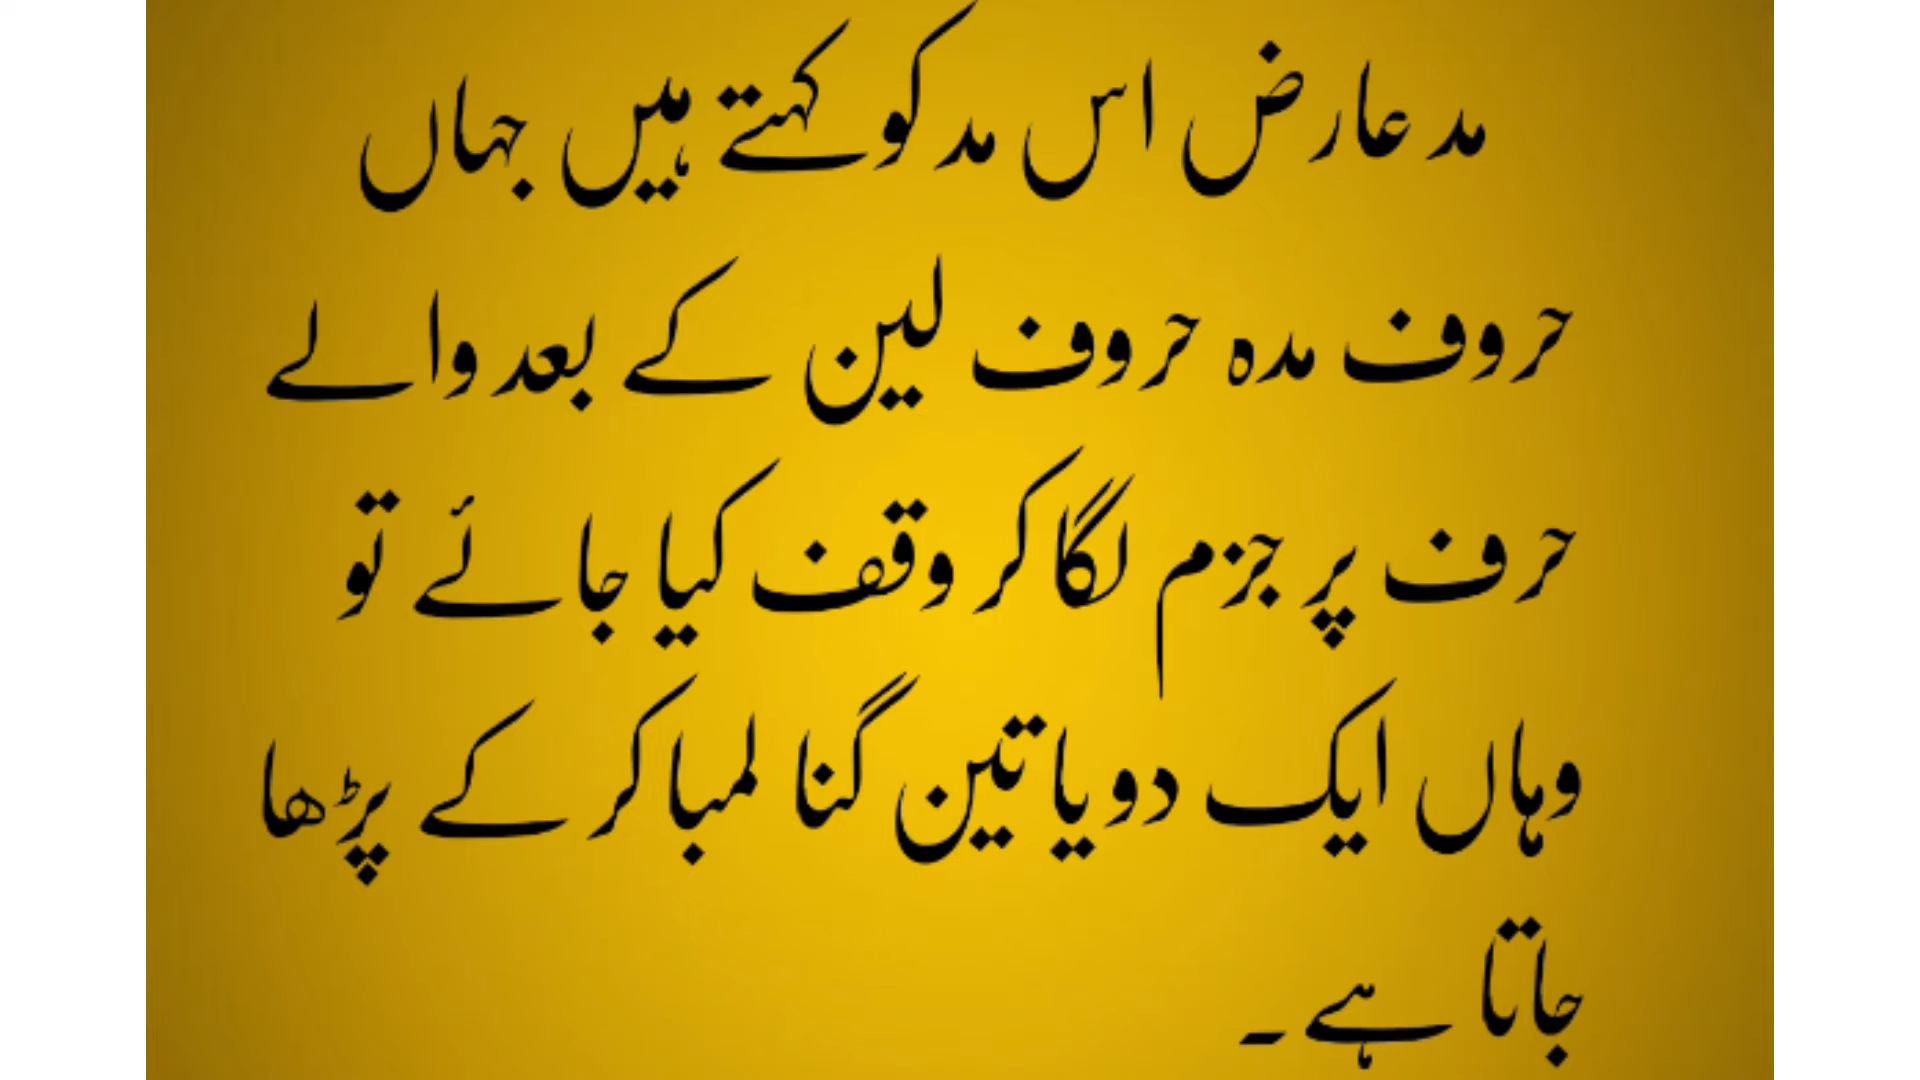 مد عارض اس مد کو کہتے ہیں جہاں
حروف مدہ حروف لین کے بعد والے
حرف پر جزم لگا کر وقف کیا جائے تو
وہاں ایک دو یا تین گنا لمبا کر کے پڑھا
جاتا ہے۔